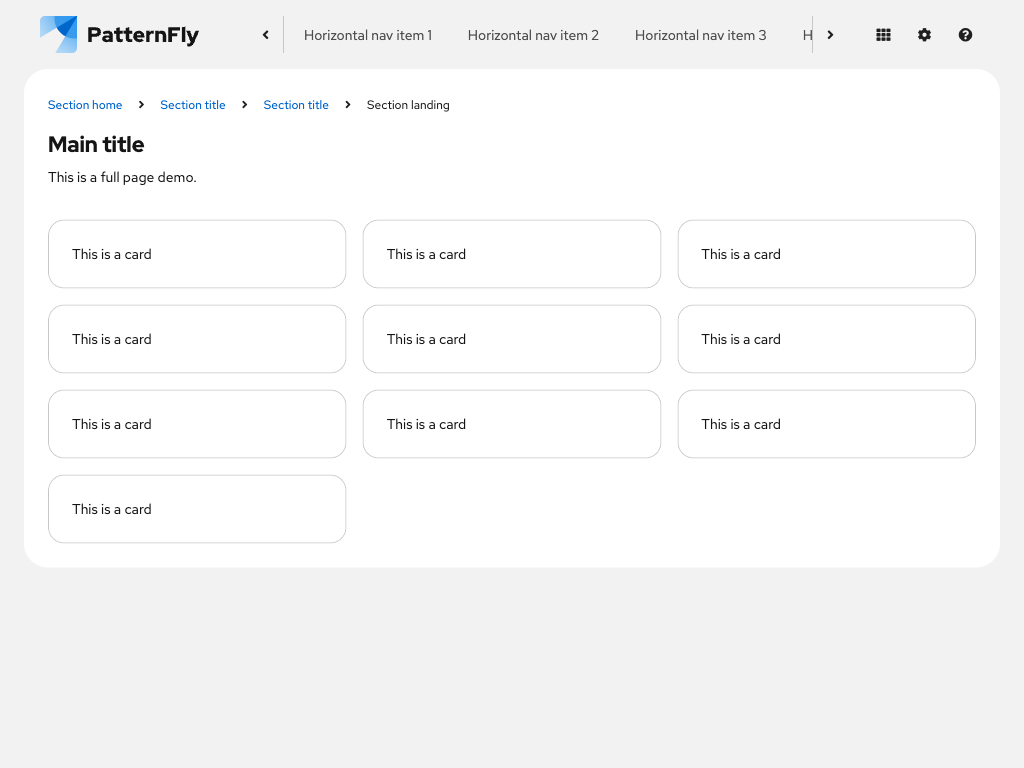 PatternFly
Horizontal nav item 1
Horizontal nav item 2
Horizontal nav item 3
H
Section home
Section title
Section title
Section landing
Main title
This is a full page demo.
This is a card
This is a card
This is a card
This is a card
This is a card
This is a card
This is a card
This is a card
This is a card
This is a card